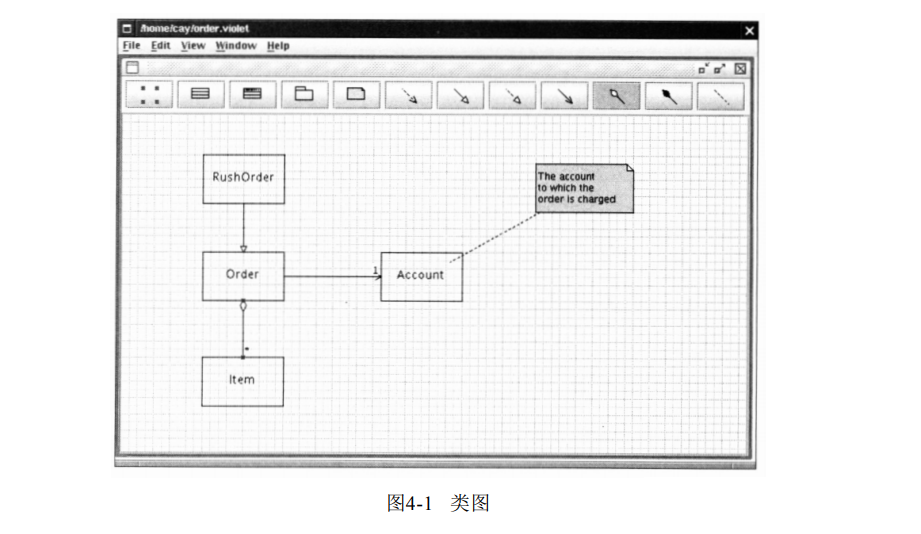 /home/cay/order.violet
File Edit View Window Help
RushOrder
The account
to which the
order is charged
Order
1
Account
*
Item
图4-1 类图